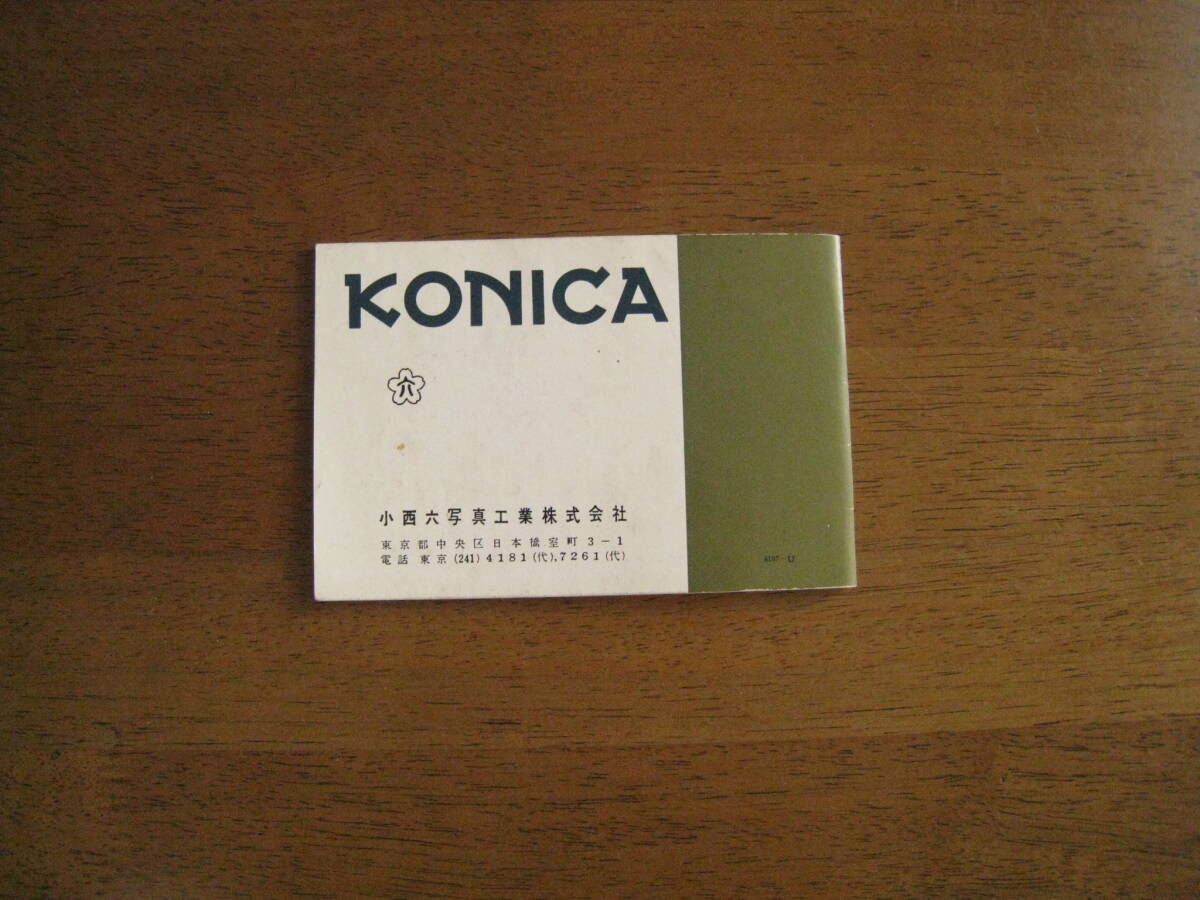 KONICA
六
小西六写真工業株式会社
東京都中央区日本橋室町3-1
電話 東京(241)4181(代),7261(代)